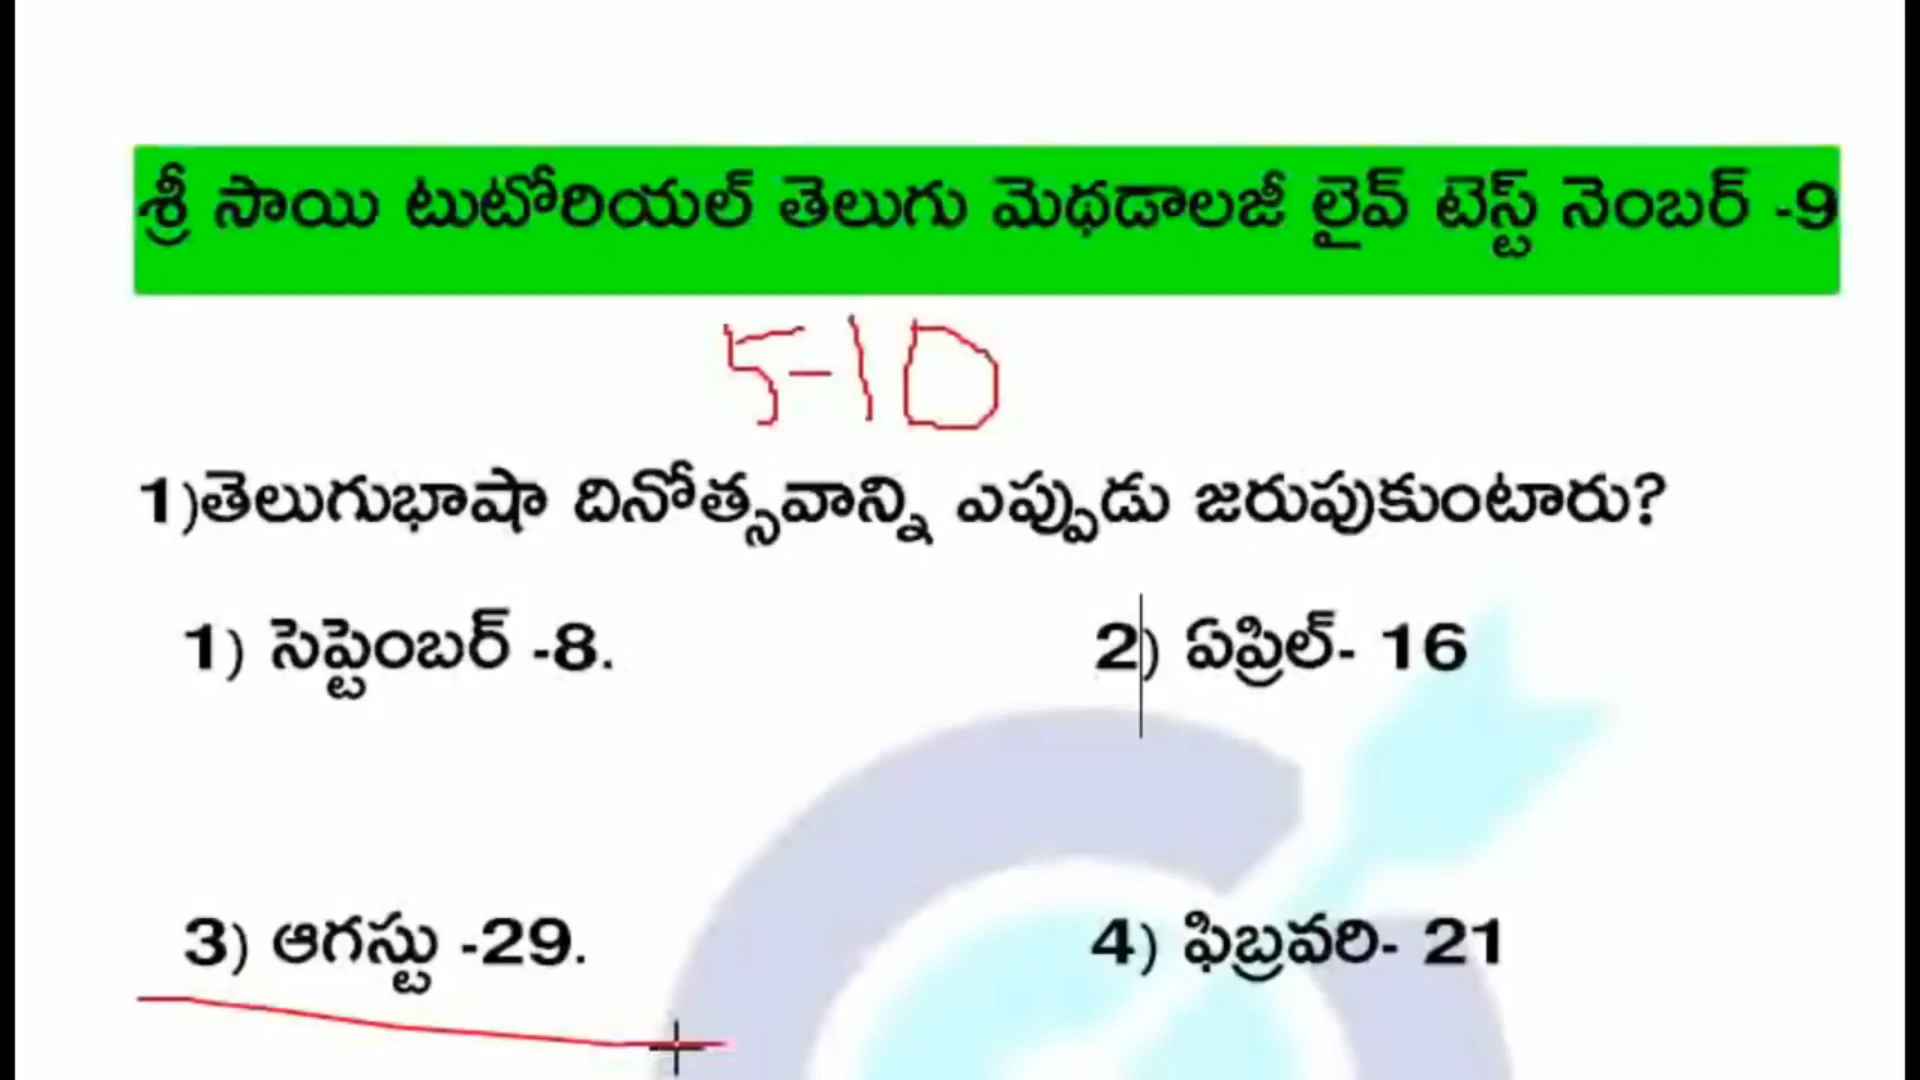 శ్రీ సాయి టుటోరియల్ తెలుగు మెథడాలజీ లైవ్ టెస్ట్ నెంబర్ -9
5-10
1)తెలుగుభాషా దినోత్సవాన్ని ఎప్పుడు జరుపుకుంటారు?
1) సెప్టెంబర్ -8. 2) ఏప్రిల్- 16
3) ఆగస్టు -29. 4) ఫిబ్రవరి- 21